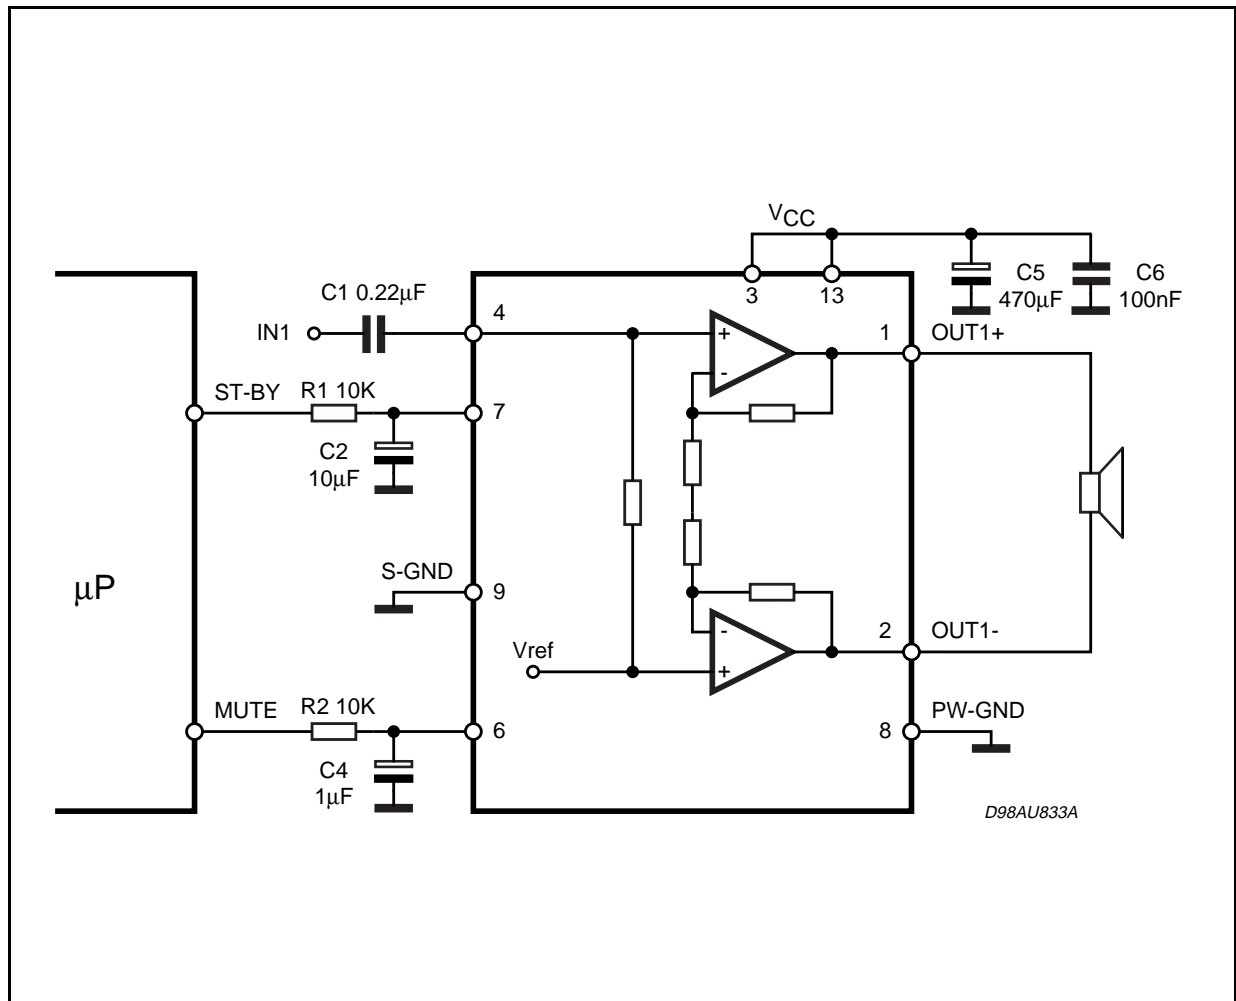 VCC
C5
470μF
C6
100nF
3
13
C1 0.22μF
IN1
4
+
-
1
OUT1+
ST-BY
R1 10K
7
C2
10μF
S-GND
9
μP
Vref
-
+
2
OUT1-
MUTE
R2 10K
6
C4
1μF
8
PW-GND
D98AU833A